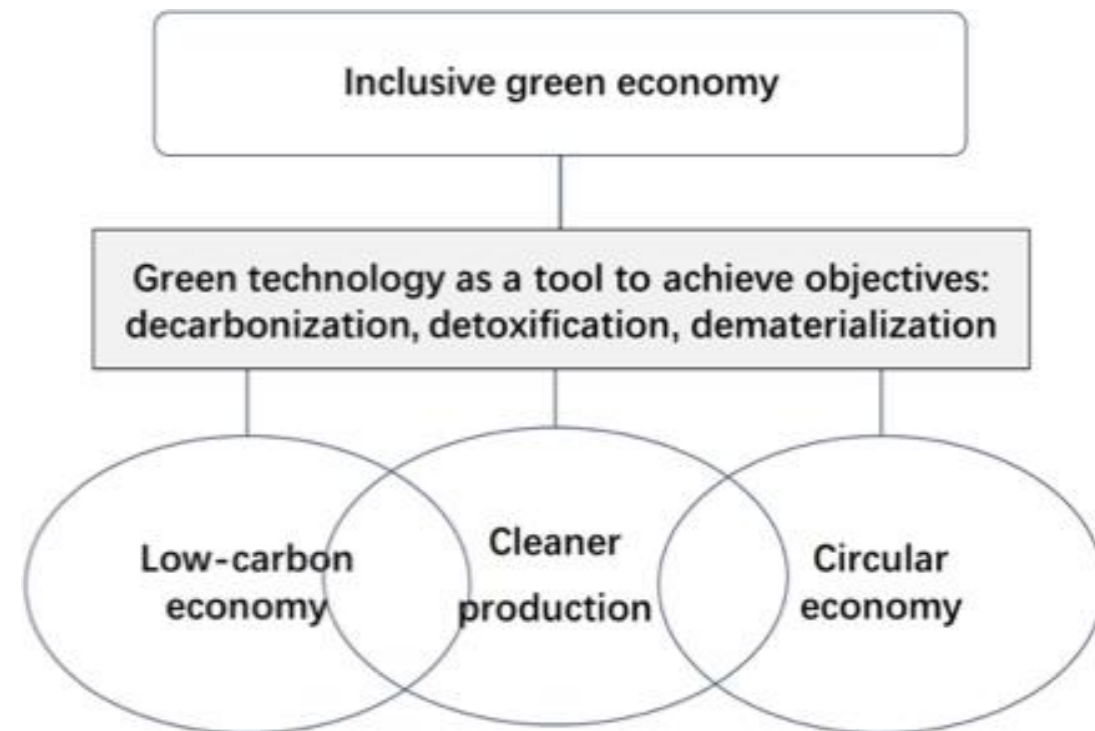 Inclusive green economy
Green technology as a tool to achieve objectives:
decarbonization, detoxification, dematerialization
Low-carbon
economy
Cleaner
production
Circular
economy